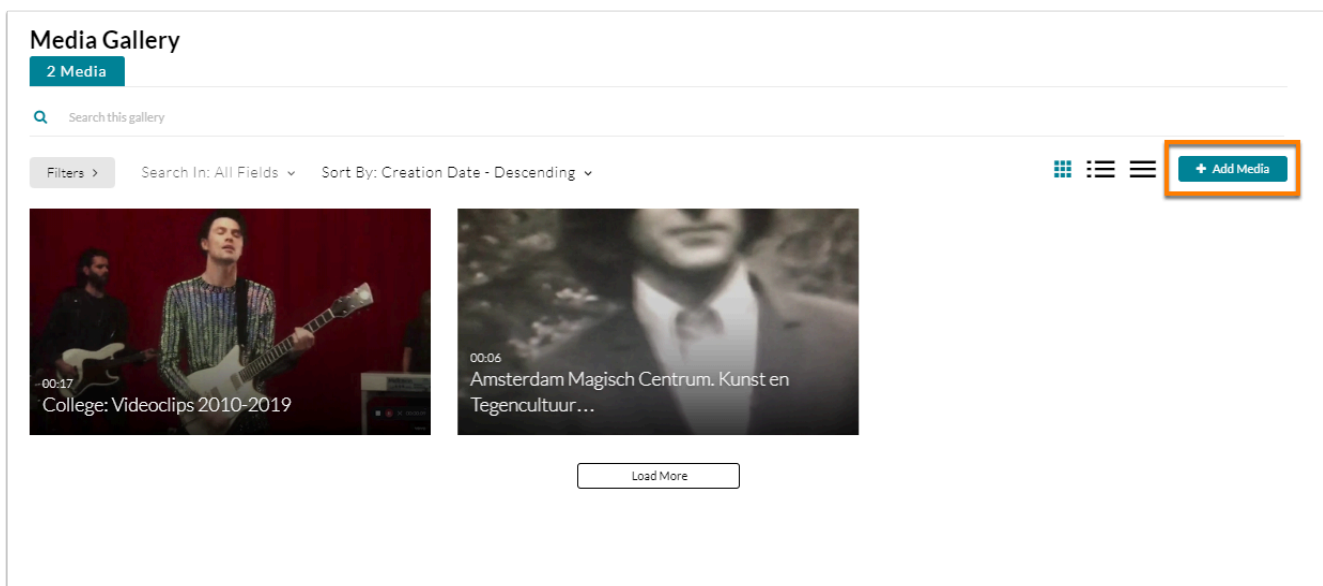 Media Gallery
2 Media
Search this gallery
Filters >
Search In: All Fields
Sort By: Creation Date - Descending
+ Add Media
00:17
College: Videoclips 2010-2019
00:06
Amsterdam Magisch Centrum. Kunst en
Tegencultuur...
Load More